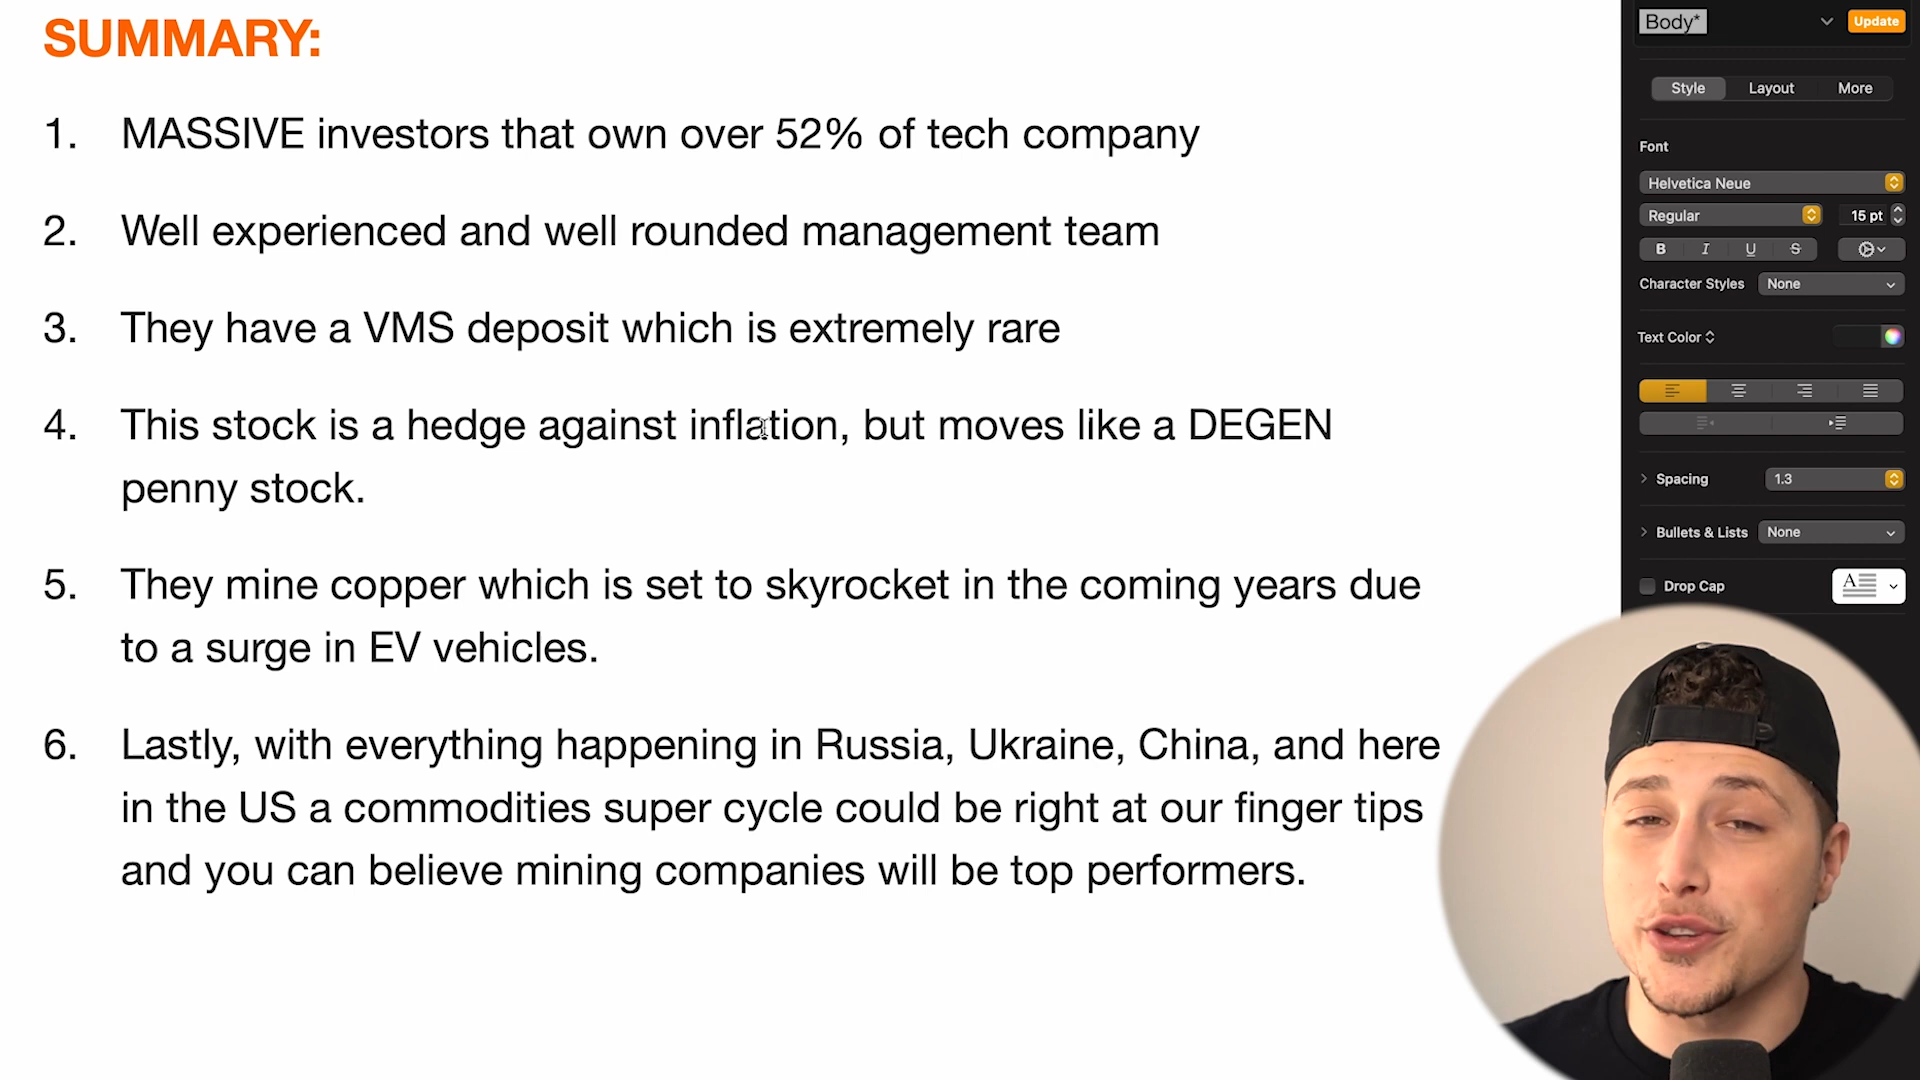 SUMMARY:
1. MASSIVE investors that own over 52% of tech company
2. Well experienced and well rounded management team
3. They have a VMS deposit which is extremely rare
4. This stock is a hedge against inflation, but moves like a DEGEN
penny stock.
5. They mine copper which is set to skyrocket in the coming years due
to a surge in EV vehicles.
6. Lastly, with everything happening in Russia, Ukraine, China, and here
in the US a commodities super cycle could be right at our finger tips
and you can believe mining companies will be top performers.
Body*
Update
Style Layout More
Font
Helvetica Neue
Regular 15 pt
B I U S
Character Styles None
Text Color
Spacing 1.3
Bullets & Lists None
Drop Cap A